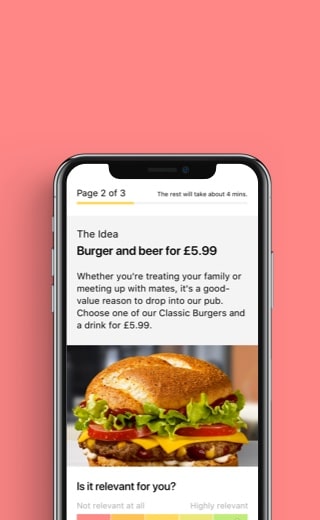 Page 2 of 3
The rest will take about 4 mins.
The Idea
Burger and beer for £5.99
Whether you're treating your family or
meeting up with mates, it's a good-
value reason to drop into our pub.
Choose one of our Classic Burgers and
a drink for £5.99.
Is it relevant for you?
Not relevant at all
Highly relevant